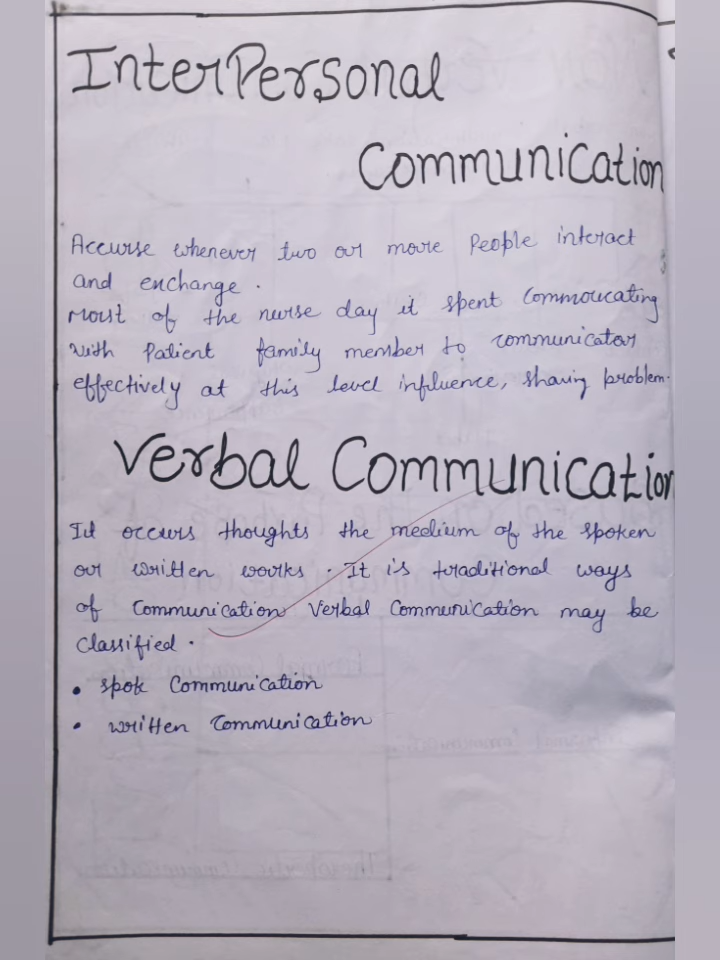 InterPersonal
Communication
Accurse whenever two our more People interact
and enchange.
Moust of the nurse day it spent Commoucating
with Patient family member to communicator
effectively at this level influence, sharing problem.
Verbal Communication
It occurs thoughts the medium of the spoken
our written works. It is traditional ways
of Communication Verbal Communication may be
Classified.
• spok Communication
• written Communication